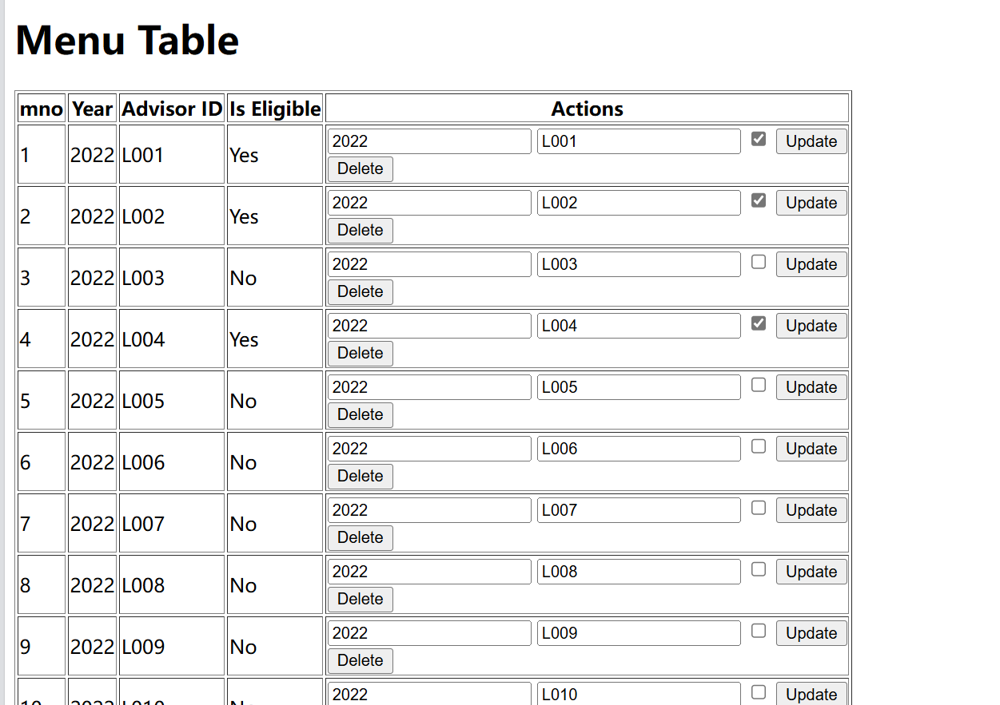 Menu Table
mno Year Advisor ID Is Eligible Actions
1 2022 L001 Yes 2022 L001 Update
Delete
2 2022 L002 Yes 2022 L002 Update
Delete
3 2022 L003 No 2022 L003 Update
Delete
4 2022 L004 Yes 2022 L004 Update
Delete
5 2022 L005 No 2022 L005 Update
Delete
6 2022 L006 No 2022 L006 Update
Delete
7 2022 L007 No 2022 L007 Update
Delete
8 2022 L008 No 2022 L008 Update
Delete
9 2022 L009 No 2022 L009 Update
Delete
10 2022 L010 No 2022 L010 Update